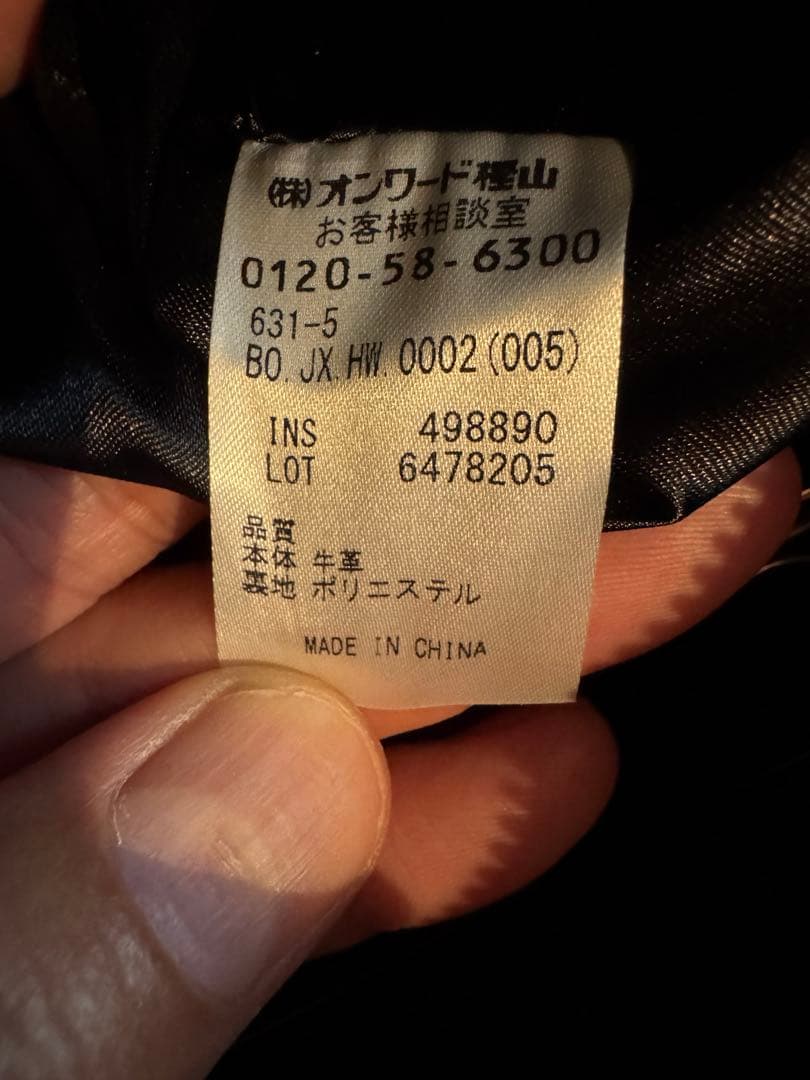 (株)オンワード樫山
お客様相談室
0120-58-6300
631-5
BO.JX.HW.0002(005)
INS 498890
LOT 6478205
品質
本体 牛革
裏地 ポリエステル
MADE IN CHINA